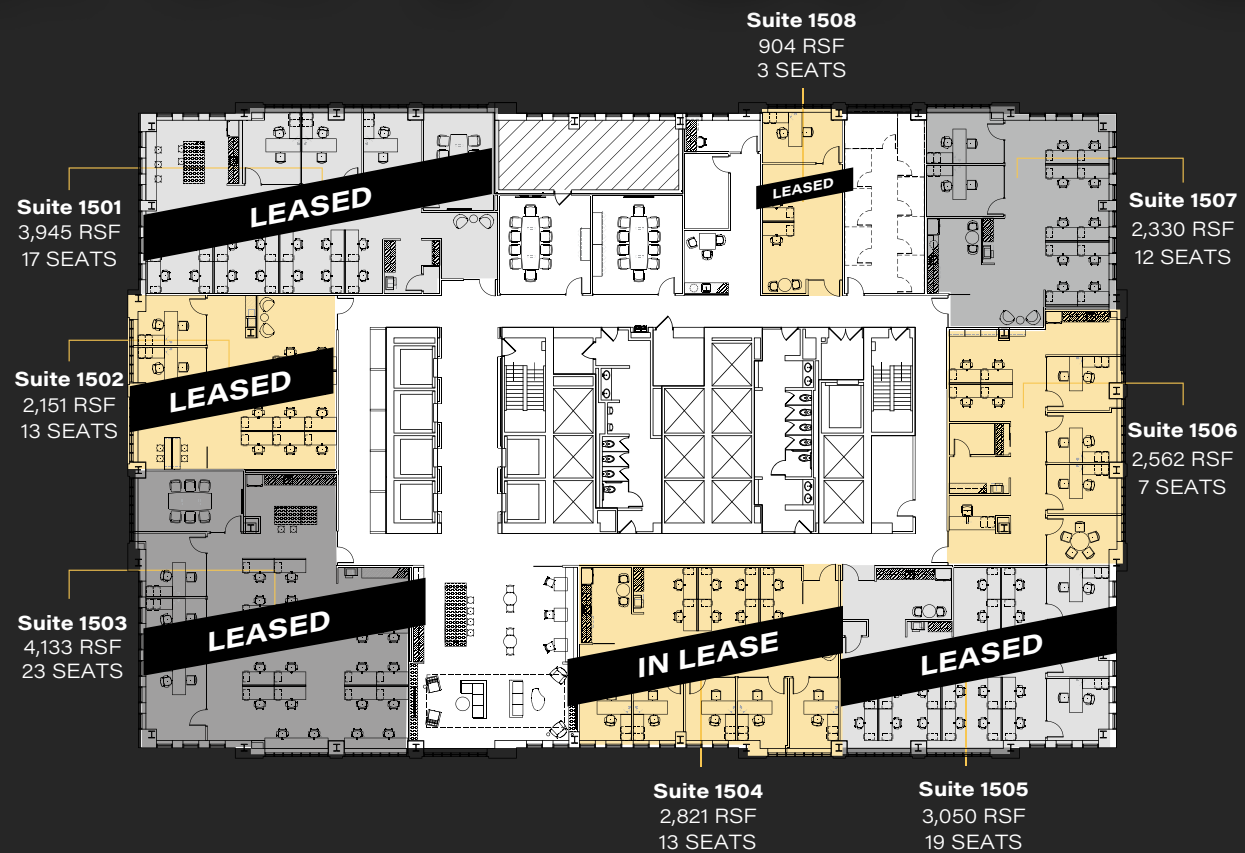 Suite 1508
904 RSF
3 SEATS
LEASED
LEASED
Suite 1501
3,945 RSF
17 SEATS
Suite 1507
2,330 RSF
12 SEATS
Suite 1502
2,151 RSF
13 SEATS
LEASED
Suite 1506
2,562 RSF
7 SEATS
Suite 1503
4,133 RSF
23 SEATS
LEASED
IN LEASE
LEASED
Suite 1504
2,821 RSF
13 SEATS
Suite 1505
3,050 RSF
19 SEATS